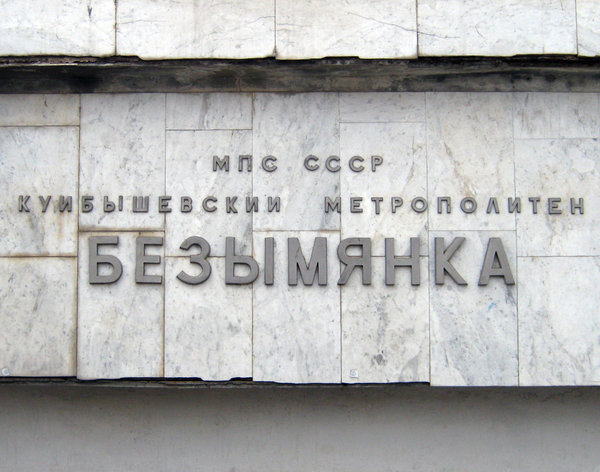 МПС СССР
КУИБЫШЕВСКИИ МЕТРОПОЛИТЕН
БЕЗЫМЯНКА